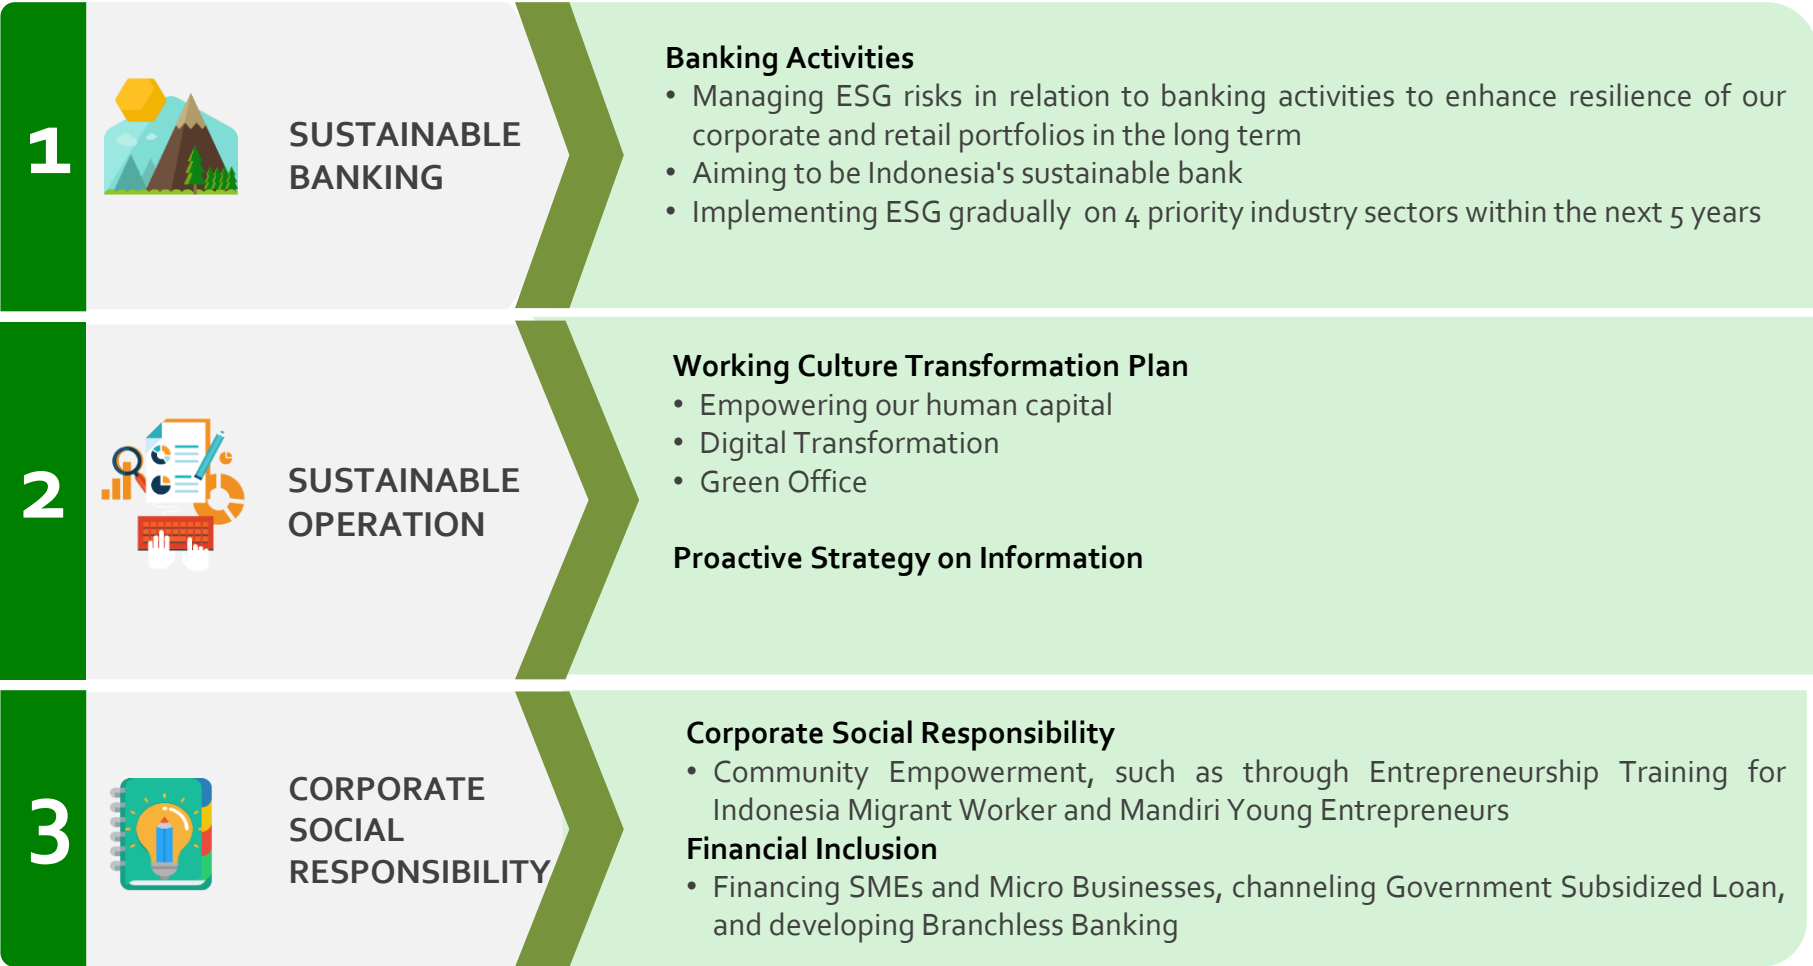 1
SUSTAINABLE
BANKING
Banking Activities
• Managing ESG risks in relation to banking activities to enhance resilience of our
corporate and retail portfolios in the long term
• Aiming to be Indonesia's sustainable bank
• Implementing ESG gradually on 4 priority industry sectors within the next 5 years
2
SUSTAINABLE
OPERATION
Working Culture Transformation Plan
• Empowering our human capital
• Digital Transformation
• Green Office
Proactive Strategy on Information
3
CORPORATE
SOCIAL
RESPONSIBILITY
Corporate Social Responsibility
• Community Empowerment, such as through Entrepreneurship Training for
Indonesia Migrant Worker and Mandiri Young Entrepreneurs
Financial Inclusion
• Financing SMEs and Micro Businesses, channeling Government Subsidized Loan,
and developing Branchless Banking